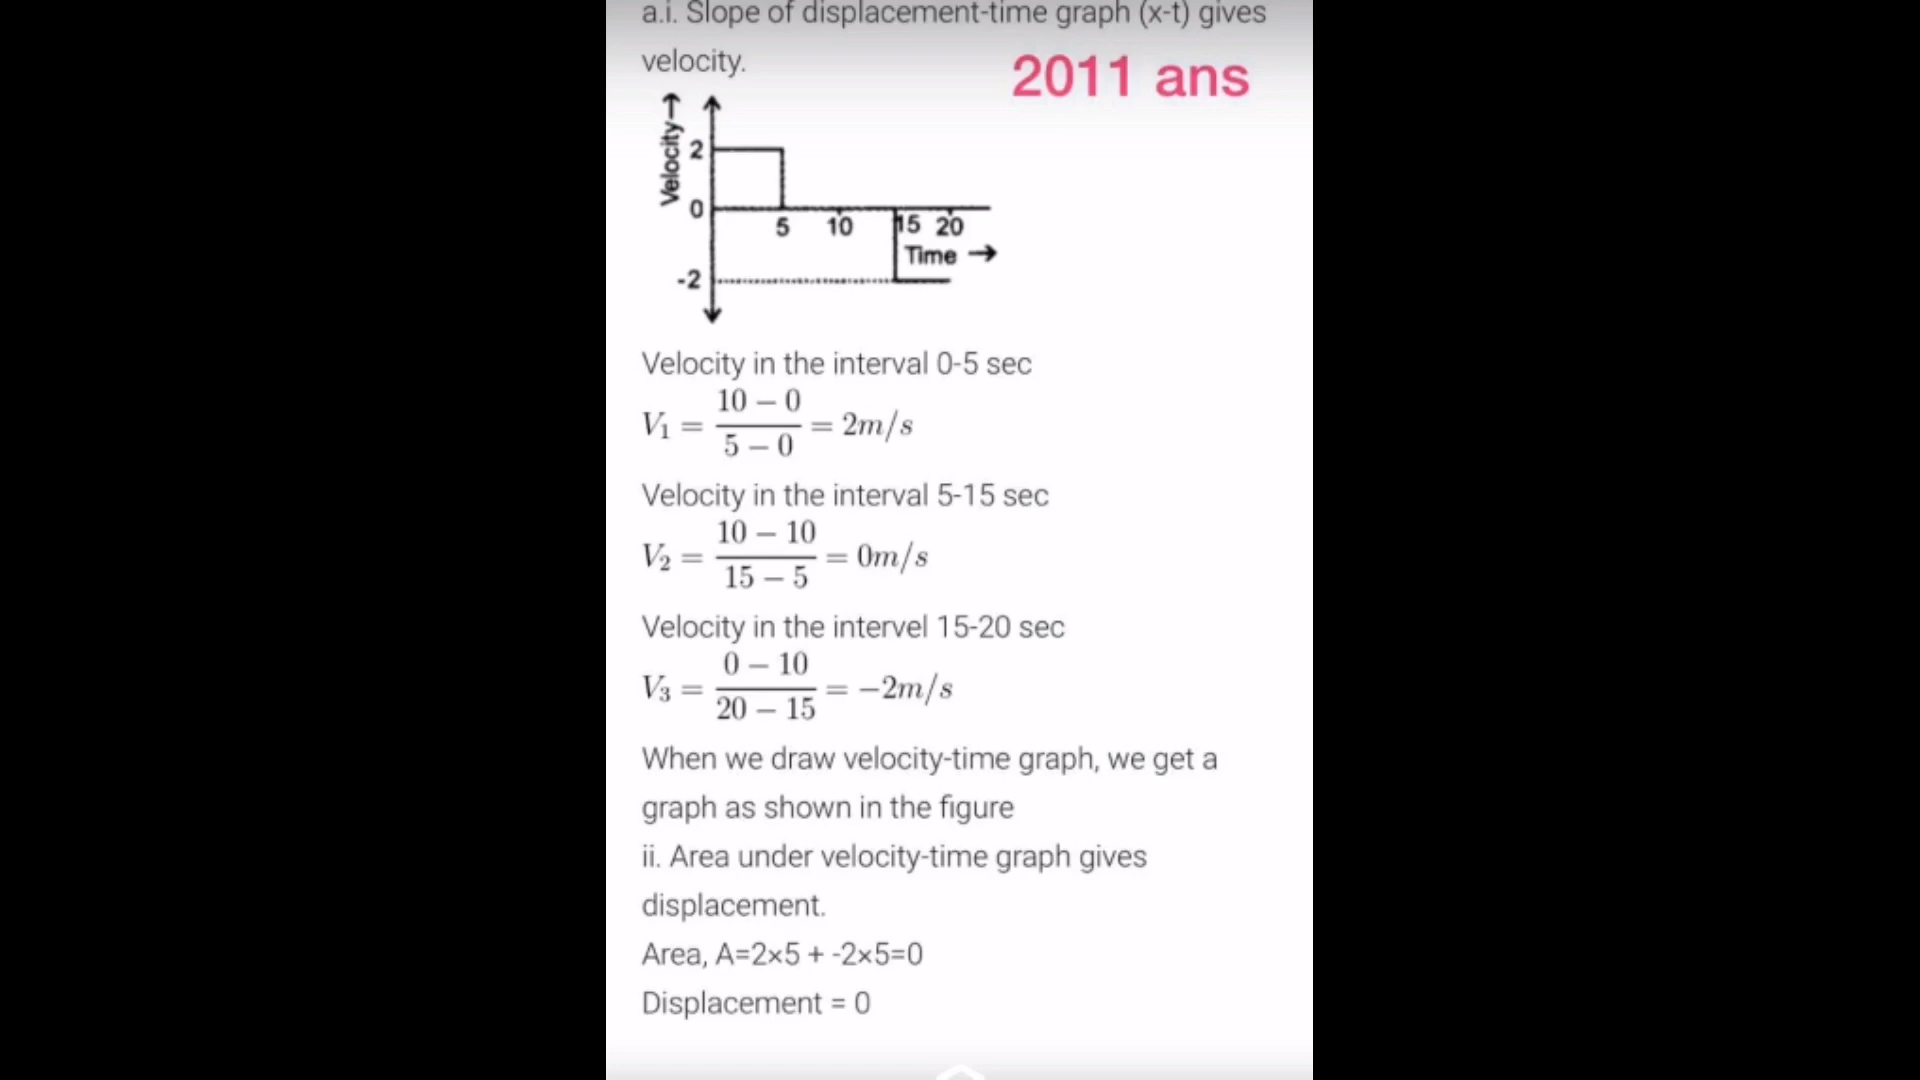 a.i. Slope of displacement-time graph (x-t) gives
velocity.
2011 ans
Velocity→
2
0
5 10 15 20
Time →
-2
Velocity in the interval 0-5 sec
V₁ = (10 − 0)/(5 − 0) = 2m/s
Velocity in the interval 5-15 sec
V₂ = (10 − 10)/(15 − 5) = 0m/s
Velocity in the intervel 15-20 sec
V₃ = (0 − 10)/(20 − 15) = −2m/s
When we draw velocity-time graph, we get a
graph as shown in the figure
ii. Area under velocity-time graph gives
displacement.
Area, A=2×5 + -2×5=0
Displacement = 0